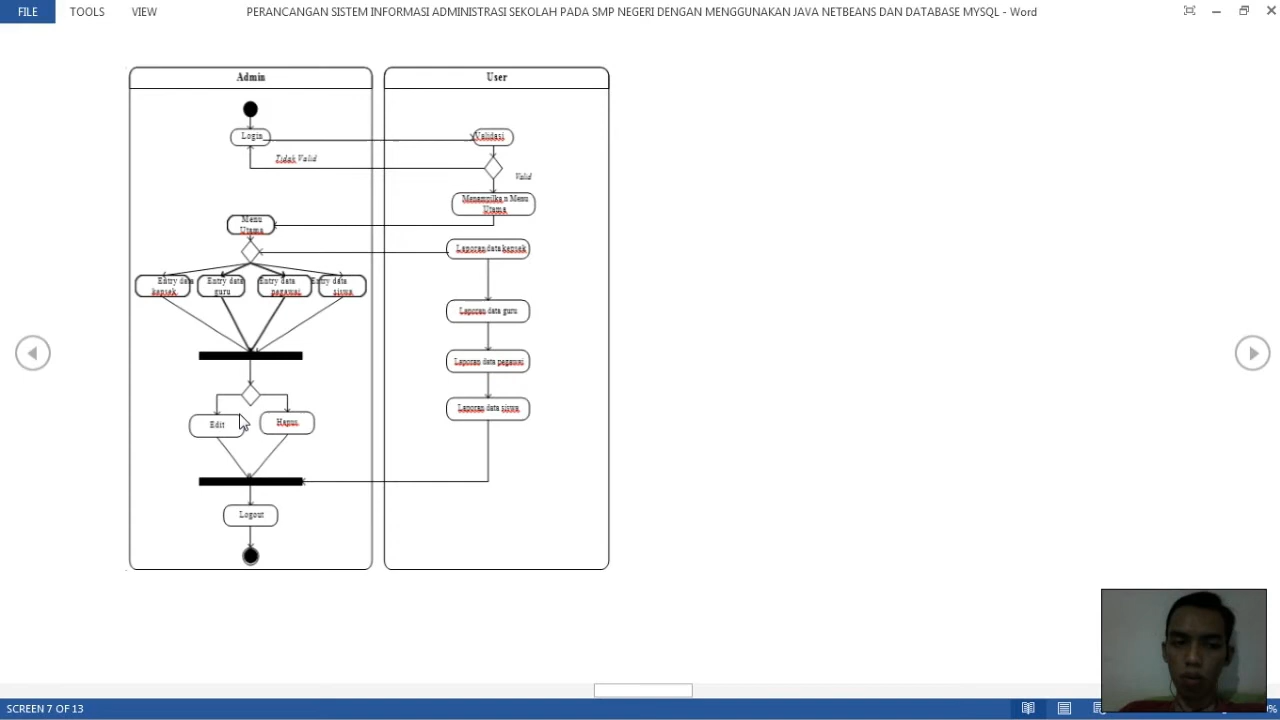 FILE TOOLS VIEW PERANCANGAN SISTEM INFORMASI ADMINISTRASI SEKOLAH PADA SMP NEGERI DENGAN MENGGUNAKAN JAVA NETBEANS DAN DATABASE MYSQL - Word
Admin
User
Login
Validasi
Tidak Valid
Valid
Menampilka n Menu
Utama
Menu
Utama
Laporan data kepsek
Entry data
kepsek
Entry data
guru
Entry data
pegawai
Entry data
siswa
Laporan data guru
Laporan data pegawai
Laporan data siswa
Edit
Hapus
Logout
SCREEN 7 OF 13